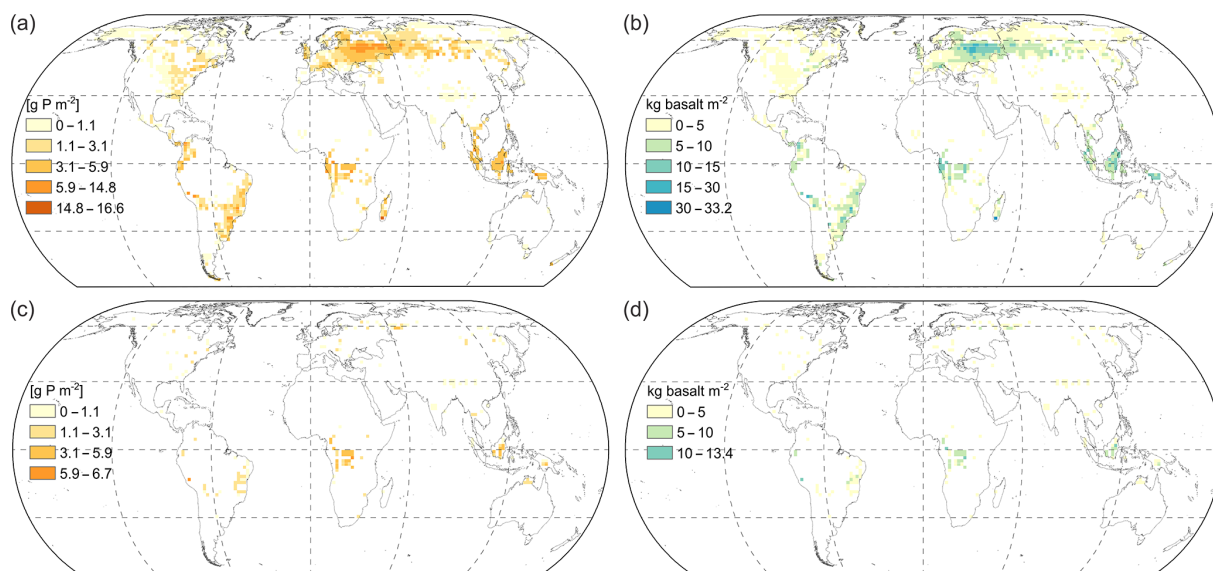 (a)
[g P m⁻²]
0 – 1.1
1.1 – 3.1
3.1 – 5.9
5.9 – 14.8
14.8 – 16.6
(b)
kg basalt m⁻²
0 – 5
5 – 10
10 – 15
15 – 30
30 – 33.2
(c)
[g P m⁻²]
0 – 1.1
1.1 – 3.1
3.1 – 5.9
5.9 – 6.7
(d)
kg basalt m⁻²
0 – 5
5 – 10
10 – 13.4